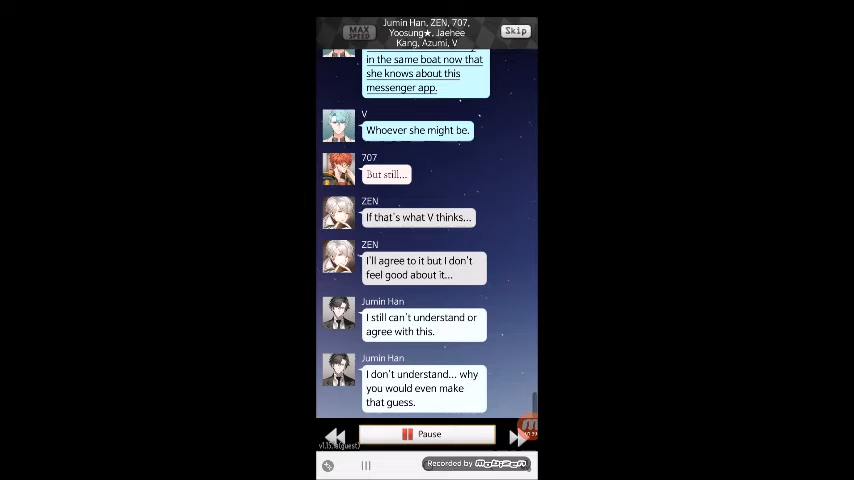 Jumin Han, ZEN, 707,
Yoosung★, Jaehee
Kang, Azumi, V
MAX
SPEED
Skip
in the same boat now that
she knows about this
messenger app.
V
Whoever she might be.
707
But still...
ZEN
If that's what V thinks...
ZEN
I'll agree to it but I don't
feel good about it...
Jumin Han
I still can't understand or
agree with this.
Jumin Han
I don't understand... why
you would even make
that guess.
Pause
Recorded by mobizen